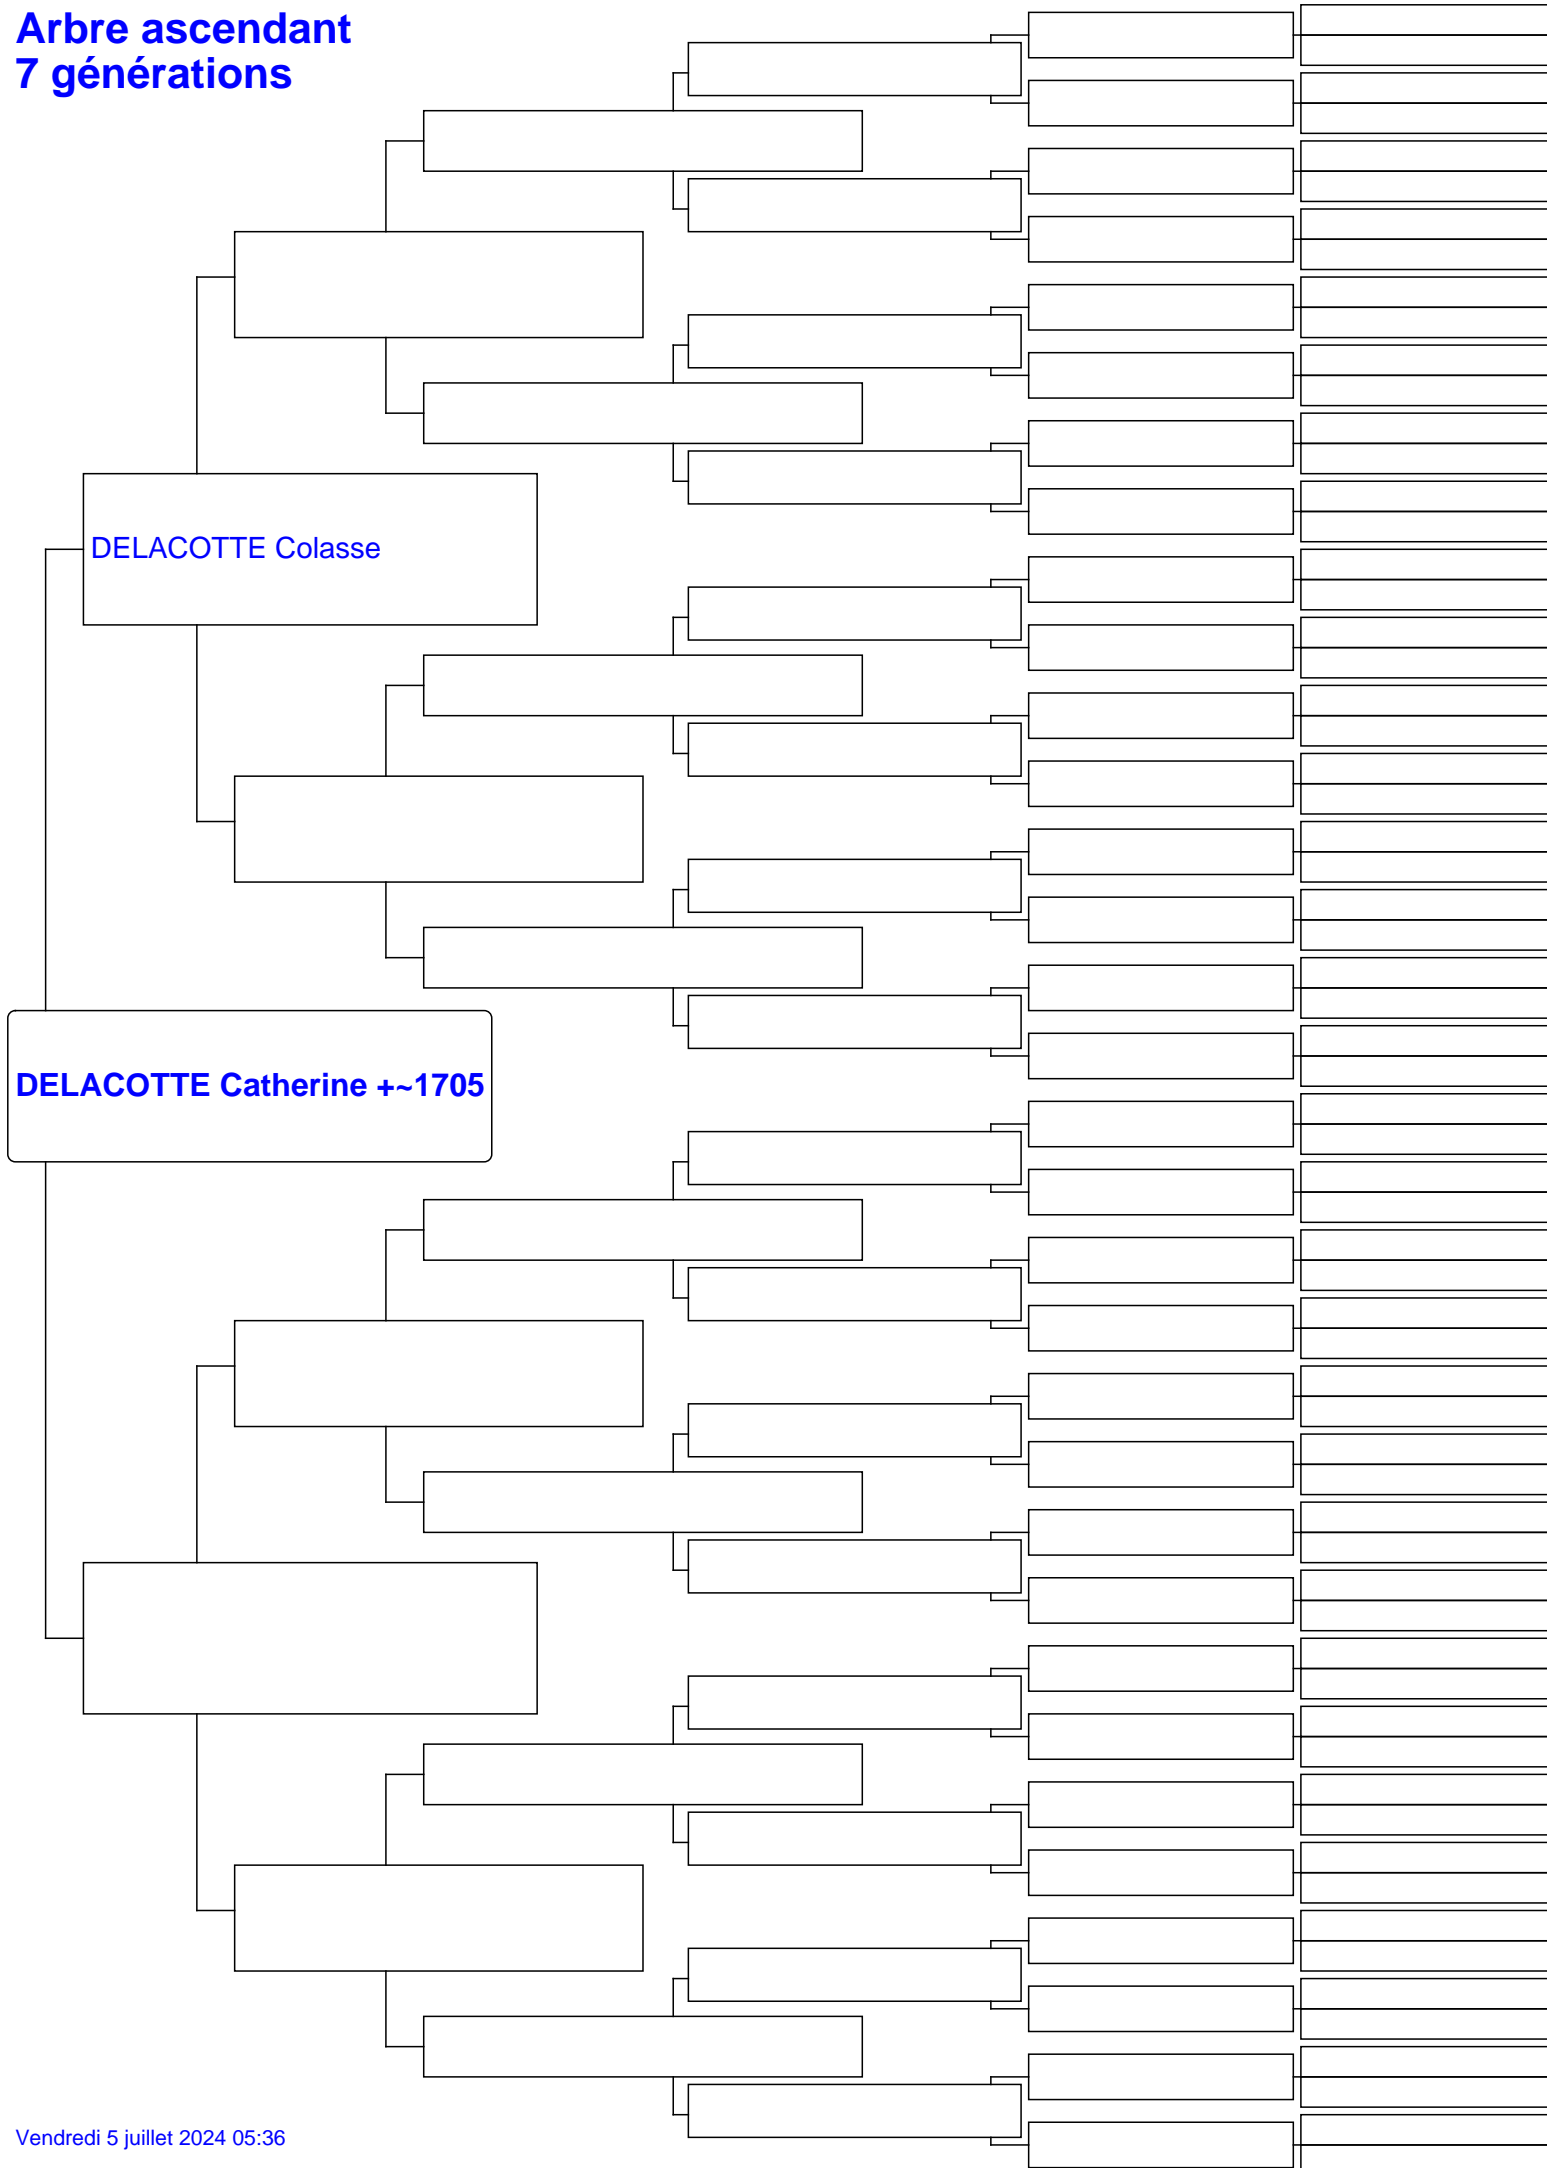 Arbre ascendant
7 générations
DELACOTTE Colasse
DELACOTTE Catherine +~1705
Vendredi 5 juillet 2024 05:36